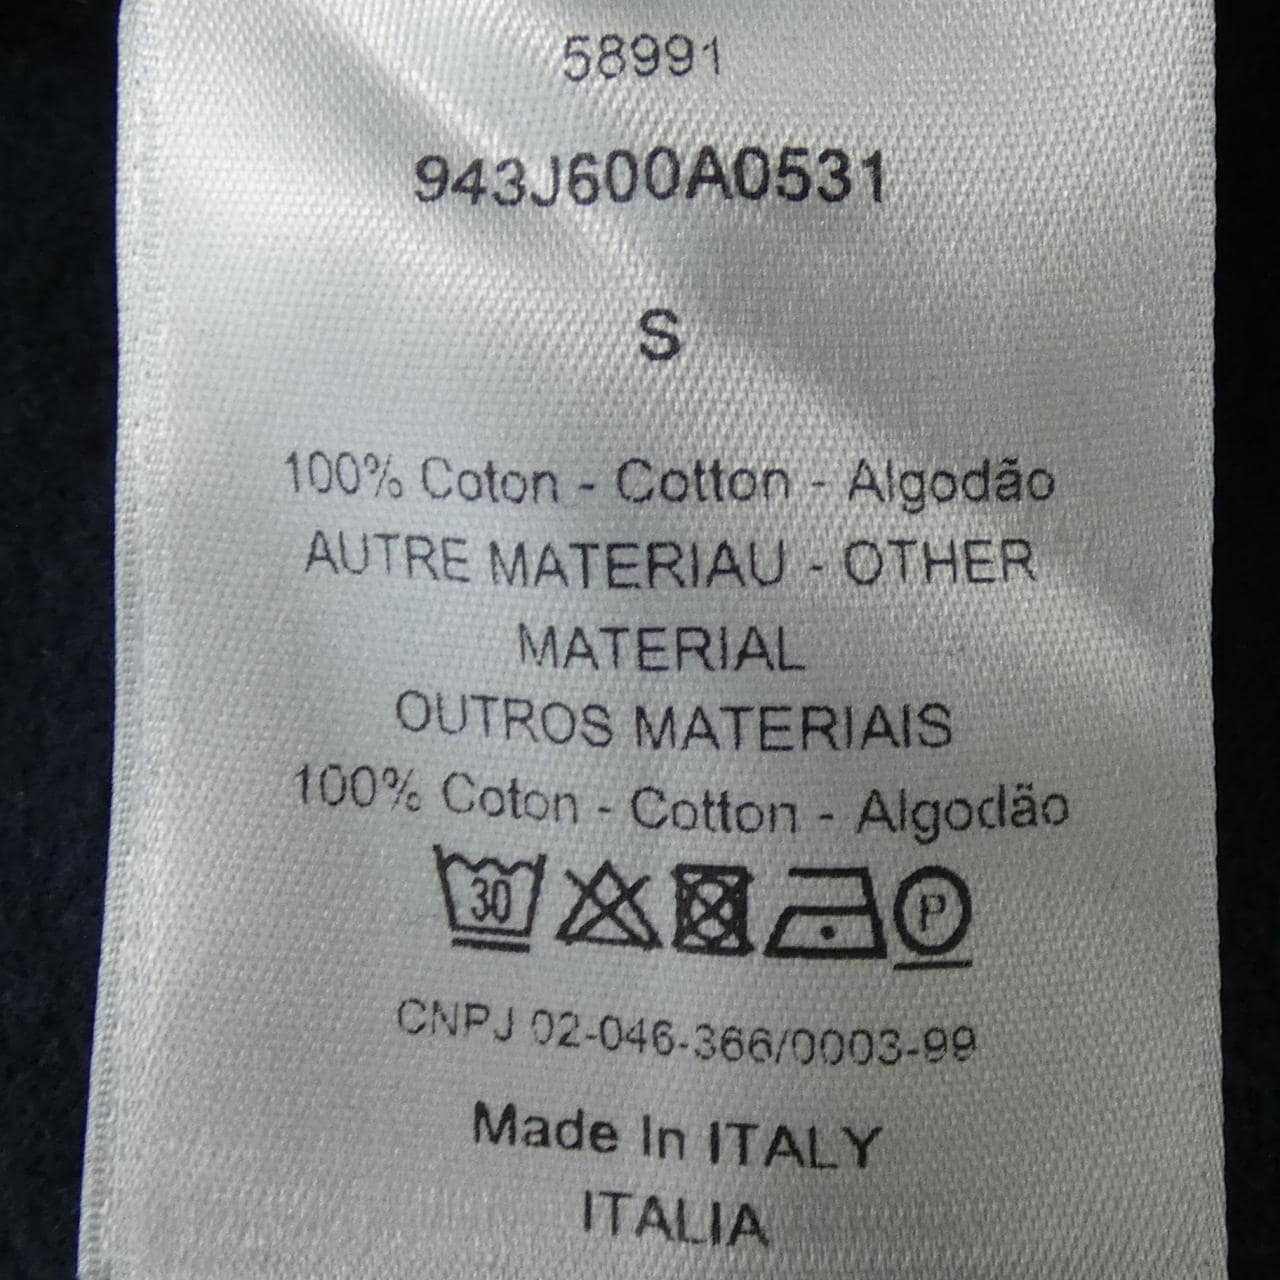 58991
943J600A0531
S
100% Coton - Cotton - Algodão
AUTRE MATERIAU - OTHER
MATERIAL
OUTROS MATERIAIS
100% Coton - Cotton - Algodão
30 P
CNPJ 02-046-366/0003-99
Made In ITALY
ITALIA